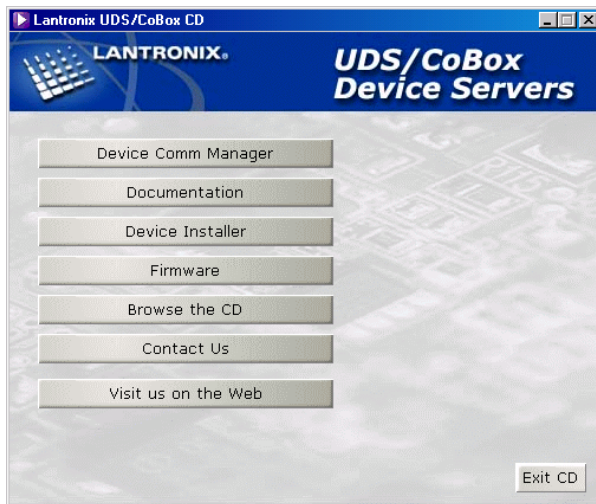 Lantronix UDS/CoBox CD
LANTRONIX®
UDS/CoBox
Device Servers
Device Comm Manager
Documentation
Device Installer
Firmware
Browse the CD
Contact Us
Visit us on the Web
Exit CD